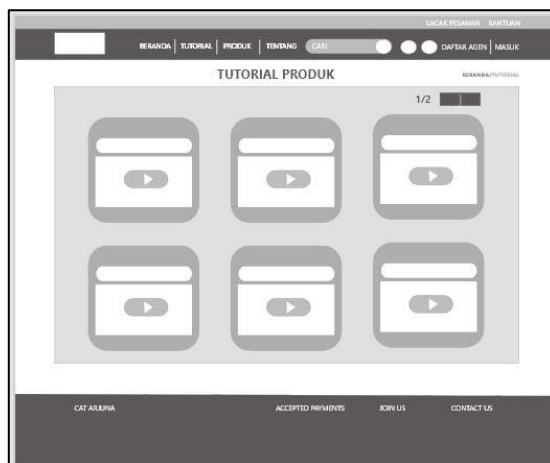 LACAK PESANAN BANTUAN
BERANDA TUTORIAL PRODUK TENTANG CARI DAFTAR AGEN MASUK
TUTORIAL PRODUK
BERANDA/TUTORIAL
1/2
CAT ARJUNA ACCEPTED PAYMENTS JOIN US CONTACT US